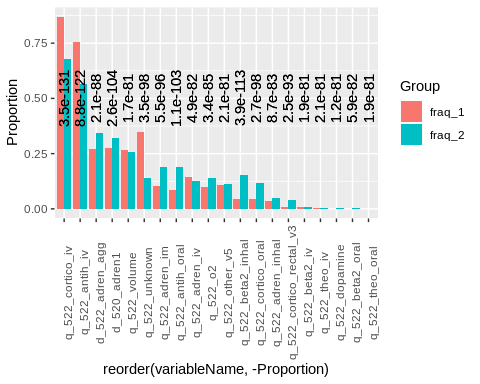 0.75
0.50
0.25
0.00
Proportion
3.5e-131
8.8e-122
2.1e-88
2.6e-104
1.7e-81
3.5e-98
5.5e-96
1.1e-103
4.9e-82
3.4e-85
2.1e-81
3.9e-113
2.7e-98
8.7e-83
2.5e-93
1.9e-81
2.1e-81
1.2e-81
5.9e-82
1.9e-81
q_522_cortico_iv
q_522_antih_iv
d_522_adren_agg
d_520_adren1
q_522_volume
q_522_unknown
q_522_adren_im
q_522_antih_oral
q_522_adren_iv
q_522_o2
q_522_other_v5
q_522_beta2_inhal
q_522_cortico_oral
q_522_adren_inhal
q_522_cortico_rectal_v3
q_522_beta2_iv
q_522_theo_iv
q_522_dopamine
q_522_beta2_oral
q_522_theo_oral
reorder(variableName, -Proportion)
Group
fraq_1
fraq_2